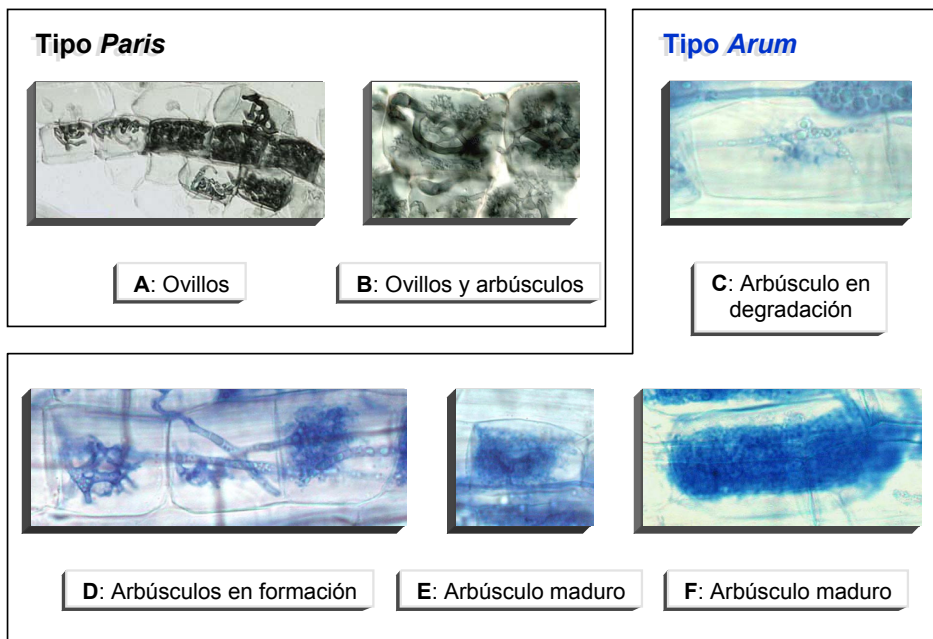 Tipo Paris
Tipo Arum
A: Ovillos
B: Ovillos y arbúsculos
C: Arbúsculo en
degradación
D: Arbúsculos en formación
E: Arbúsculo maduro
F: Arbúsculo maduro